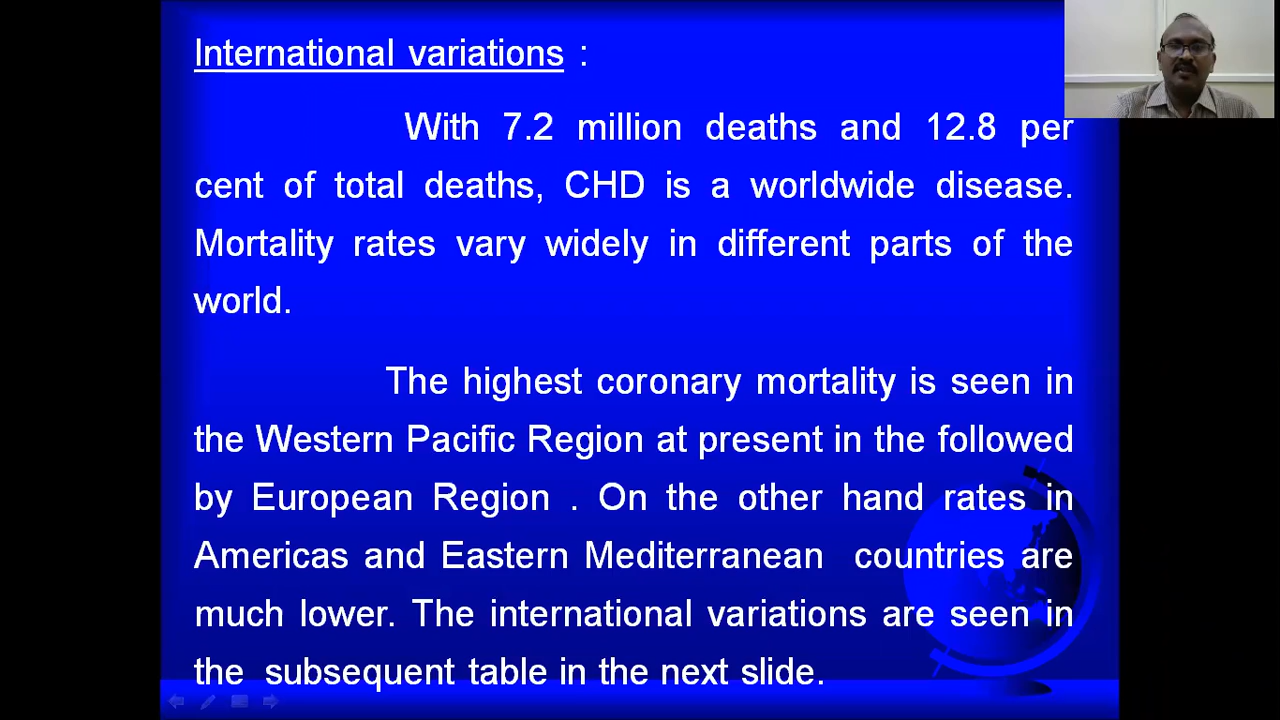 International variations :
With 7.2 million deaths and 12.8 per
cent of total deaths, CHD is a worldwide disease.
Mortality rates vary widely in different parts of the
world.
The highest coronary mortality is seen in
the Western Pacific Region at present in the followed
by European Region . On the other hand rates in
Americas and Eastern Mediterranean countries are
much lower. The international variations are seen in
the subsequent table in the next slide.